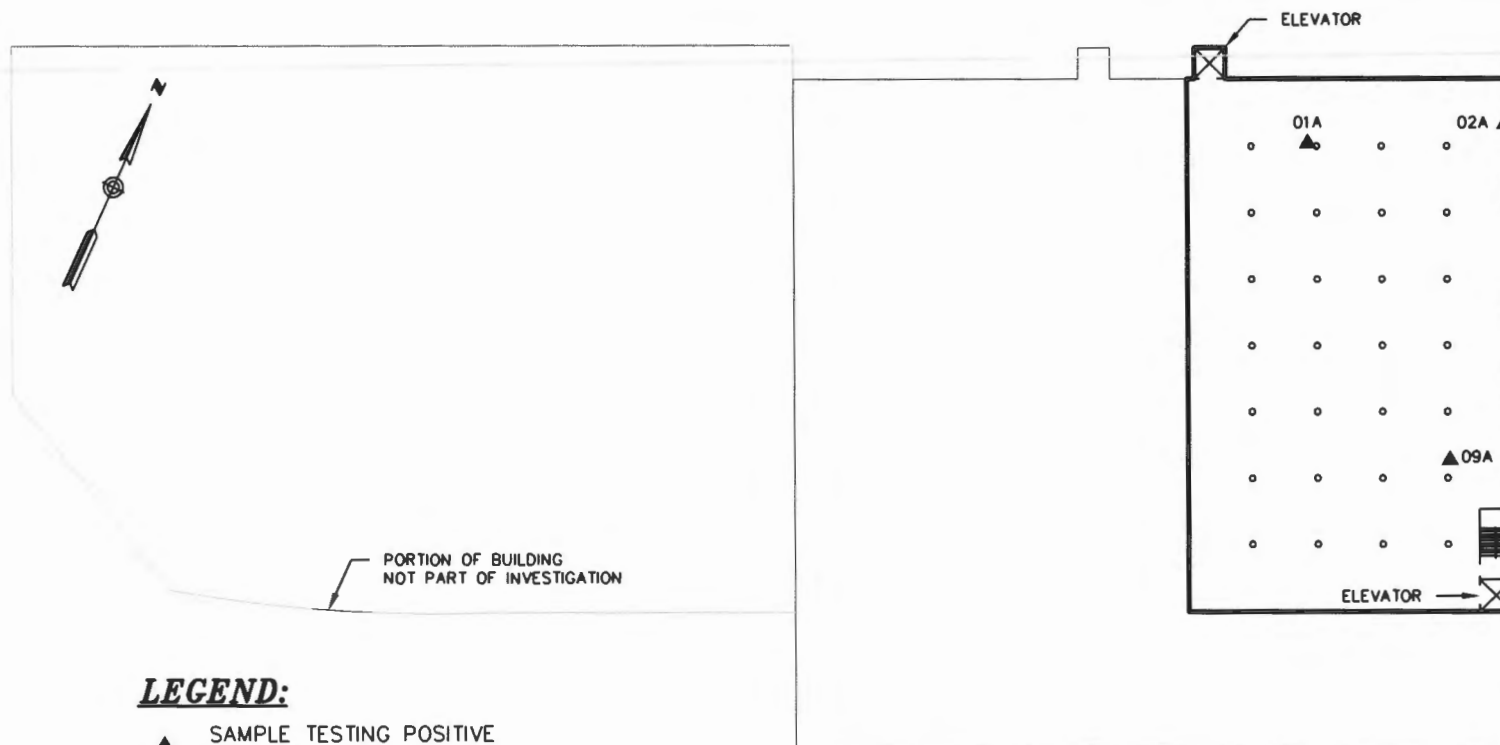 ELEVATOR
N
01A
02A
09A
PORTION OF BUILDING
NOT PART OF INVESTIGATION
ELEVATOR
LEGEND:
SAMPLE TESTING POSITIVE